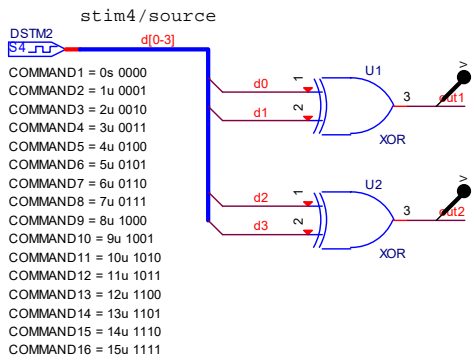 stim4/source
DSTM2
S4
d[0-3]
COMMAND1 = 0s 0000
COMMAND2 = 1u 0001
COMMAND3 = 2u 0010
COMMAND4 = 3u 0011
COMMAND5 = 4u 0100
COMMAND6 = 5u 0101
COMMAND7 = 6u 0110
COMMAND8 = 7u 0111
COMMAND9 = 8u 1000
COMMAND10 = 9u 1001
COMMAND11 = 10u 1010
COMMAND12 = 11u 1011
COMMAND13 = 12u 1100
COMMAND14 = 13u 1101
COMMAND15 = 14u 1110
COMMAND16 = 15u 1111
d0
d1
1
2
U1
3
XOR
out1
V
d2
d3
1
2
U2
3
XOR
out2
V